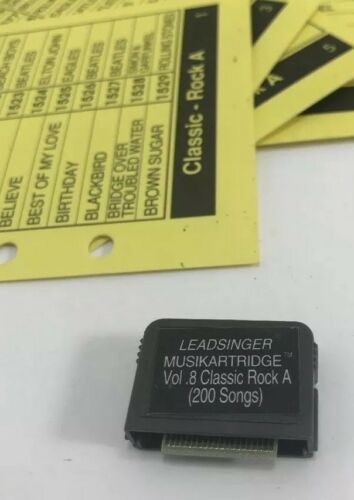 1523 BEATLES
BELIEVE 1524 ELTON JOHN
BEST OF MY LOVE 1525 EAGLES
BIRTHDAY 1526 BEATLES
BLACKBIRD 1527 BEATLES
BRIDGE OVER TROUBLED WATER 1528 SIMON & GARFUNKEL
BROWN SUGAR 1529 ROLLING STONES
Classic - Rock A 1
A 3
5
LEADSINGER
MUSIKARTRIDGE™
Vol .8 Classic Rock A
(200 Songs)